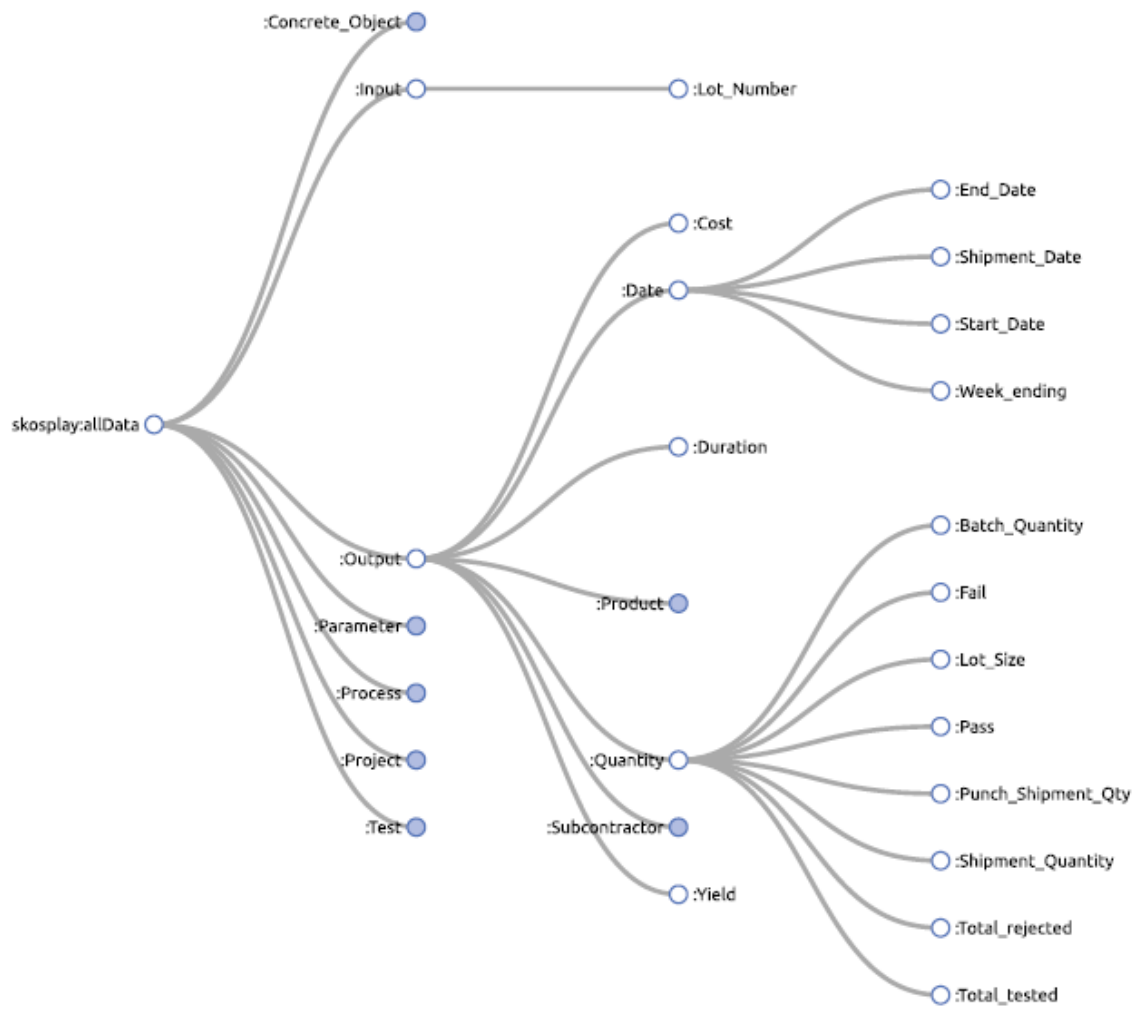 :Concrete_Object
:Input
:Lot_Number
:End_Date
:Cost
:Shipment_Date
:Date
:Start_Date
:Week_ending
skosplay:allData
:Duration
:Batch_Quantity
:Output
:Fail
:Product
:Parameter
:Lot_Size
:Process
:Pass
:Project
:Quantity
:Punch_Shipment_Qty
:Test
:Subcontractor
:Shipment_Quantity
:Yield
:Total_rejected
:Total_tested